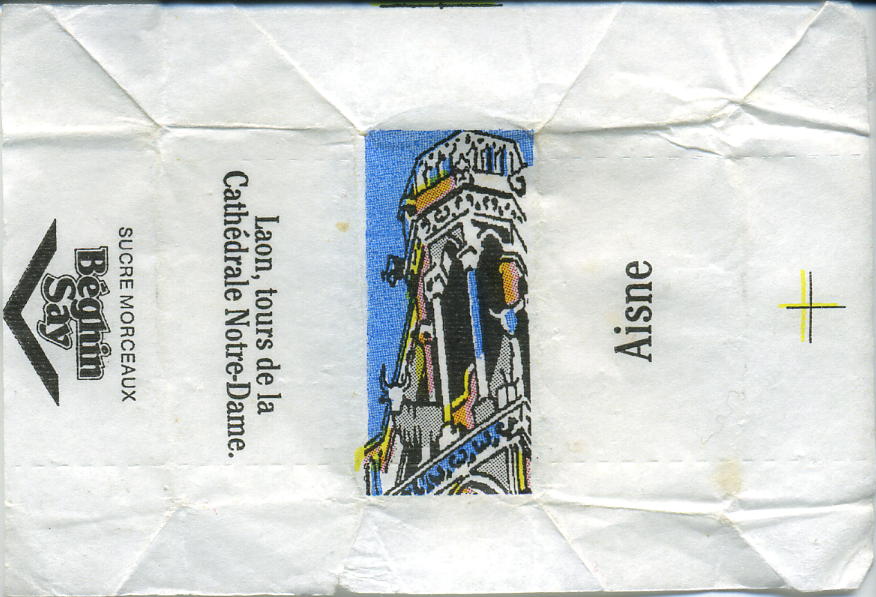 SUCRE MORCEAUX
Béghin
Say
Laon, tours de la
Cathédrale Notre-Dame.
Aisne